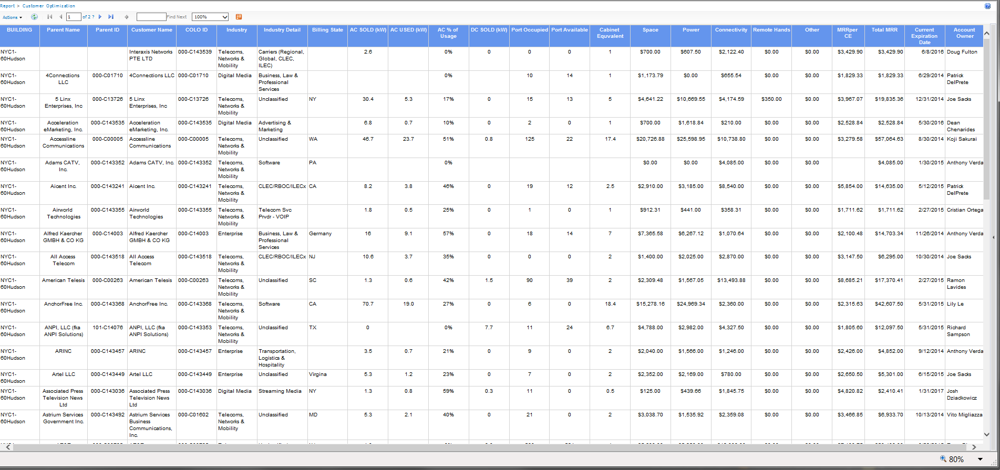 Report > Customer Optimization
Actions 1 of 2 ? Find Next 100%
BUILDING Parent Name Parent ID Customer Name COLO ID Industry Industry Detail Billing State AC SOLD (kW) AC USED (kW) AC % of Usage DC SOLD (kW) Port Occupied Port Available Cabinet Equvalent Space Power Connectivity Remote Hands Other MRRper CE Total MRR Current Expiration Date Account Owner
NYC1-60Hudson Interaxis Networks PTE LTD 000-C143539 Telecoms, Networks & Mobility Carriers (Regional, Global, CLEC, ILEC) 2.6 0% 0 0 0 1 $700.00 $607.50 $2,122.40 $0.00 $0.00 $3,429.90 $3,429.90 6/8/2016 Doug Fulton
NYC1-60Hudson 4Connections LLC 000-C01710 4Connections LLC 000-C01710 Digital Media Business, Law & Professional Services 0% 10 14 1 $1,173.79 $0.00 $655.54 $0.00 $0.00 $1,829.33 $1,829.33 6/29/2014 Patrick DelPrete
NYC1-60Hudson 5 Linx Enterprises, Inc 000-C13726 5 Linx Enterprises, Inc 000-C13726 Telecoms, Networks & Mobility Unclassified NY 30.4 5.3 17% 0 15 13 5 $4,641.22 $10,669.55 $4,174.59 $350.00 $0.00 $3,967.07 $19,835.36 12/31/2014 Joe Sacks
NYC1-60Hudson Acceleration eMarketing, Inc. 000-C143535 Acceleration eMarketing, Inc. 000-C143535 Digital Media Advertising & Marketing 6.8 0.7 10% 0 2 0 1 $700.00 $1,618.84 $210.00 $0.00 $0.00 $2,528.84 $2,528.84 5/30/2016 Dean Chenarides
NYC1-60Hudson Accessline Communications 000-C00005 Accessline Communications 000-C00005 Telecoms, Networks & Mobility Unclassified WA 46.7 23.7 51% 0.8 125 22 17.4 $20,726.88 $25,598.95 $10,738.80 $0.00 $0.00 $3,279.58 $57,064.63 8/30/2014 Koji Sakurai
NYC1-60Hudson Adams CATV, Inc. 000-C143352 Adams CATV, Inc. 000-C143352 Telecoms, Networks & Mobility Software PA 0% $0.00 $0.00 $4,085.00 $0.00 $0.00 $4,085.00 1/30/2015 Anthony Verda
NYC1-60Hudson Aicent Inc. 000-C143241 Aicent Inc. 000-C143241 Telecoms, Networks & Mobility CLEC/RBOC/ILECx CA 8.2 3.8 46% 0 19 12 2.5 $2,910.00 $3,185.00 $8,540.00 $0.00 $0.00 $5,854.00 $14,635.00 5/12/2015 Patrick DelPrete
NYC1-60Hudson Airworld Technologies 000-C143355 Airworld Technologies 000-C143355 Telecoms, Networks & Mobility Telecom Svc Prvdr - VOIP 1.8 0.5 25% 0 1 0 1 $912.31 $441.00 $358.31 $0.00 $0.00 $1,711.62 $1,711.62 2/27/2015 Cristian Ortega
NYC1-60Hudson Alfred Kaercher GMBH & CO KG 000-C14003 Alfred Kaercher GMBH & CO KG 000-C14003 Enterprise Business, Law & Professional Services Germany 16 9.1 57% 0 18 14 7 $7,365.58 $6,267.12 $1,070.64 $0.00 $0.00 $2,100.48 $14,703.34 11/26/2014 Anthony Verda
NYC1-60Hudson All Access Telecom 000-C143518 All Access Telecom 000-C143518 Telecoms, Networks & Mobility CLEC/RBOC/ILECx NJ 10.6 3.7 35% 0 0 0 2 $1,400.00 $2,025.00 $2,870.00 $0.00 $0.00 $3,147.50 $6,295.00 10/30/2014 Joe Sacks
NYC1-60Hudson American Telesis 000-C00263 American Telesis 000-C00263 Telecoms, Networks & Mobility Unclassified SC 1.3 0.6 42% 1.5 90 39 2 $2,309.48 $1,567.05 $13,493.88 $0.00 $0.00 $8,685.21 $17,370.41 2/27/2015 Ramon Lavides
NYC1-60Hudson AnchorFree Inc. 000-C143368 AnchorFree Inc. 000-C143368 Telecoms, Networks & Mobility Software CA 70.7 19.0 27% 0 6 0 18.4 $15,278.16 $24,969.34 $2,360.00 $0.00 $0.00 $2,315.63 $42,607.50 5/31/2015 Lily Le
NYC1-60Hudson ANPI, LLC (fka ANPI Solutions) 101-C14076 ANPI, LLC (fka ANPI Solutions) 000-C143353 Telecoms, Networks & Mobility Unclassified TX 0 0% 7.7 11 24 6.7 $4,788.00 $2,982.00 $4,327.50 $0.00 $0.00 $1,805.60 $12,097.50 5/31/2015 Richard Sampson
NYC1-60Hudson ARINC 000-C143457 ARINC 000-C143457 Enterprise Transportation, Logistics & Hospitality 3.5 0.7 21% 0 9 0 2 $2,040.00 $1,566.00 $1,246.00 $0.00 $0.00 $2,426.00 $4,852.00 9/12/2014 Anthony Verda
NYC1-60Hudson Artel LLC 000-C143449 Artel LLC 000-C143449 Enterprise Unclassified Virgina 5.3 1.2 23% 0 7 0 2 $2,352.00 $2,169.00 $780.00 $0.00 $0.00 $2,650.50 $5,301.00 6/15/2015 Joe Sacks
NYC1-60Hudson Associated Press Television News Ltd 000-C143036 Associated Press Television News Ltd 000-C143036 Digital Media Streaming Media NY 1.3 0.8 59% 0.3 11 0 0.5 $125.00 $439.66 $1,845.75 $0.00 $0.00 $4,820.82 $2,410.41 1/31/2017 Josh Dziadkowicz
NYC1-60Hudson Astrium Services Government Inc. 000-C143492 Astrium Services Business Communications, Inc. 000-C01602 Telecoms, Networks & Mobility Unclassified MD 5.3 2.1 40% 0 21 0 2 $3,038.70 $1,535.92 $2,359.08 $0.00 $0.00 $3,466.85 $6,933.70 10/13/2014 Vito Migliazza
80%